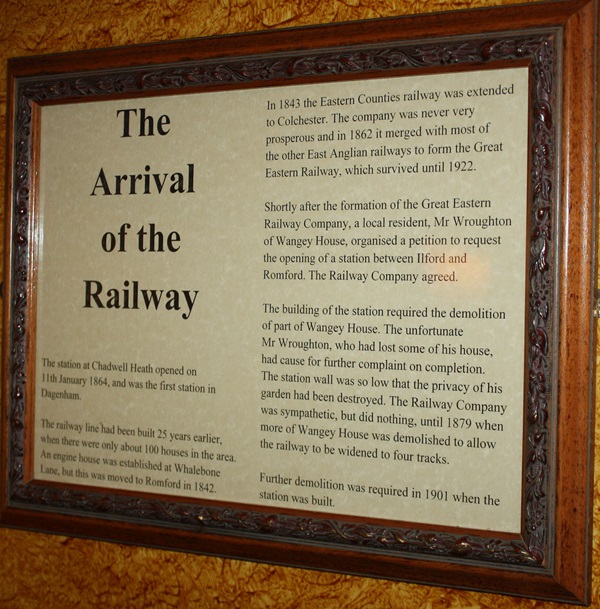 The
Arrival
of the
Railway
The station at Chadwell Heath opened on
11th January 1864, and was the first station in
Dagenham.
The railway line had been built 25 years earlier,
when there were only about 100 houses in the area.
An engine house was established at Whalebone
Lane, but this was moved to Romford in 1842.
In 1843 the Eastern Counties railway was extended
to Colchester. The company was never very
prosperous and in 1862 it merged with most of
the other East Anglian railways to form the Great
Eastern Railway, which survived until 1922.
Shortly after the formation of the Great Eastern
Railway Company, a local resident, Mr Wroughton
of Wangey House, organised a petition to request
the opening of a station between Ilford and
Romford. The Railway Company agreed.
The building of the station required the demolition
of part of Wangey House. The unfortunate
Mr Wroughton, who had lost some of his house,
had cause for further complaint on completion.
The station wall was so low that the privacy of his
garden had been destroyed. The Railway Company
was sympathetic, but did nothing, until 1879 when
more of Wangey House was demolished to allow
the railway to be widened to four tracks.
Further demolition was required in 1901 when the
station was built.